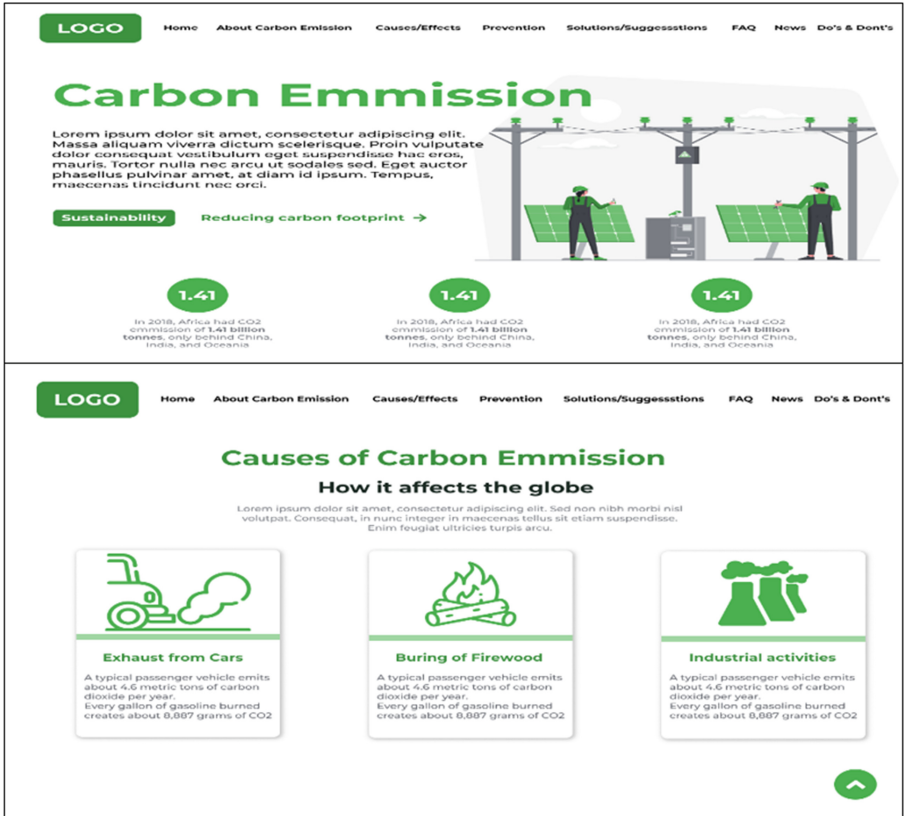 LOGO Home About Carbon Emission Causes/Effects Prevention Solutions/Suggessstions FAQ News Do's & Dont's
Carbon Emmission
Lorem ipsum dolor sit amet, consectetur adipiscing elit.
Massa aliquam viverra dictum scelerisque. Proin vulputate
dolor consequat vestibulum eget suspendisse hac eros,
mauris. Tortor nulla nec arcu ut sodales sed. Eget auctor
phasellus pulvinar amet, at diam id ipsum. Tempus,
maecenas tincidunt nec orci.
Sustainability Reducing carbon footprint →
1.41
In 2018, Africa had CO2
emmission of 1.41 billion
tonnes, only behind China,
India, and Oceania
1.41
In 2018, Africa had CO2
emmission of 1.41 billion
tonnes, only behind China,
India, and Oceania
1.41
In 2018, Africa had CO2
emmission of 1.41 billion
tonnes, only behind China,
India, and Oceania
LOGO Home About Carbon Emission Causes/Effects Prevention Solutions/Suggessstions FAQ News Do's & Dont's
Causes of Carbon Emmission
How it affects the globe
Lorem ipsum dolor sit amet, consectetur adipiscing elit. Sed non nibh morbi nisl
volutpat. Consequat, in nunc integer in maecenas tellus sit etiam suspendisse.
Enim feugiat ultricies turpis arcu.
Exhaust from Cars
A typical passenger vehicle emits
about 4.6 metric tons of carbon
dioxide per year.
Every gallon of gasoline burned
creates about 8,887 grams of CO2
Buring of Firewood
A typical passenger vehicle emits
about 4.6 metric tons of carbon
dioxide per year.
Every gallon of gasoline burned
creates about 8,887 grams of CO2
Industrial activities
A typical passenger vehicle emits
about 4.6 metric tons of carbon
dioxide per year.
Every gallon of gasoline burned
creates about 8,887 grams of CO2